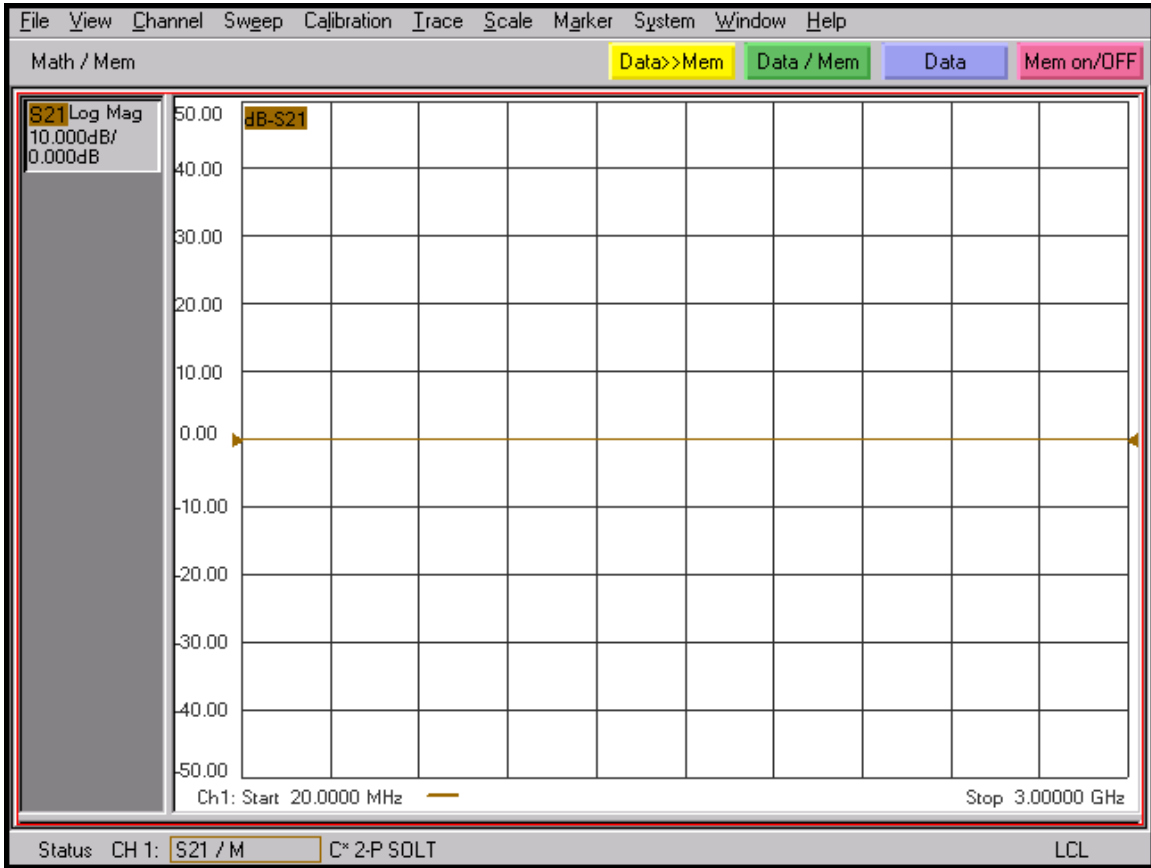 File View Channel Sweep Calibration Trace Scale Marker System Window Help
Math / Mem Data>>Mem Data / Mem Data Mem on/OFF
S21 Log Mag
10.000dB/
0.000dB
dB-S21
50.00
40.00
30.00
20.00
10.00
0.00
-10.00
-20.00
-30.00
-40.00
-50.00
Ch1: Start 20.0000 MHz Stop 3.00000 GHz
Status CH 1: S21 / M C* 2-P SOLT LCL